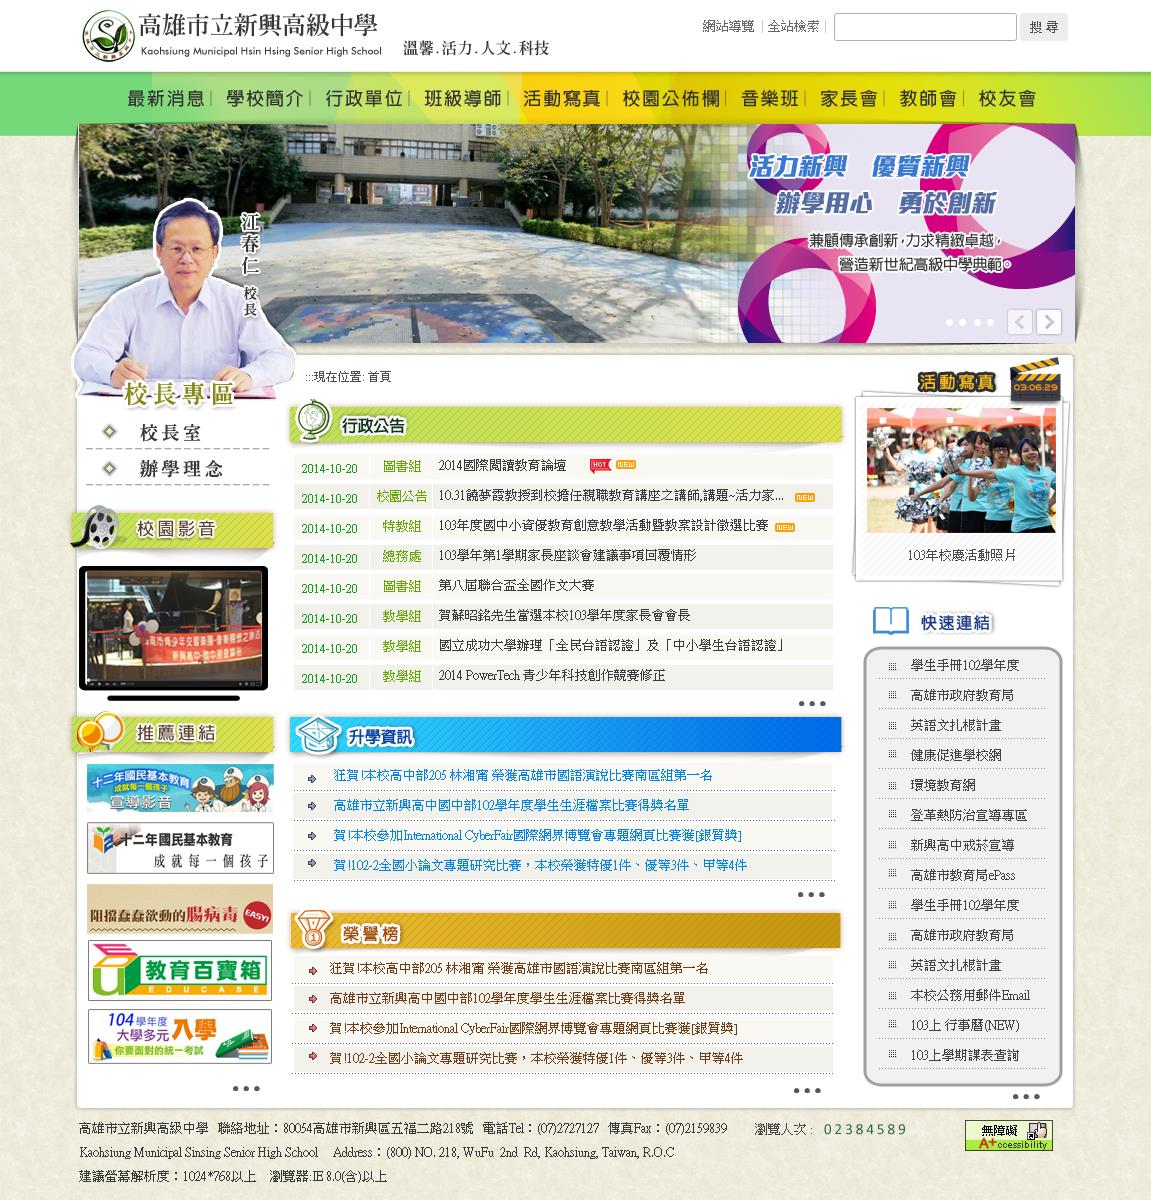 高雄市立新興高級中學
Kaohsiung Municipal Hsin Hsing Senior High School
溫馨.活力.人文.科技
網站導覽 | 全站檢索 |
搜尋
最新消息 | 學校簡介 | 行政單位 | 班級導師 | 活動寫真 | 校園公佈欄 | 音樂班 | 家長會 | 教師會 | 校友會
活力新興 優質新興
辦學用心 勇於創新
兼顧傳承創新，力求精緻卓越，
營造新世紀高級中學典範。
江春仁 校長
校長專區
校長室
辦學理念
校園影音
新興高中
推薦連結
十二年國民基本教育
成就每一個孩子
宣導影音
十二年國民基本教育
成就每一個孩子
阻擋蠢蠢欲動的腸病毒 EASY!
教育百寶箱
EDUCASE
104學年度
大學多元入學
你要面對的統一考試
:::現在位置: 首頁
行政公告
2014-10-20 圖書組 2014國際閱讀教育論壇 HOT NEW
2014-10-20 校園公告 10.31饒夢霞教授到校擔任親職教育講座之講師,講題~活力家... NEW
2014-10-20 特教組 103年度國中小資優教育創意教學活動暨教案設計徵選比賽 NEW
2014-10-20 總務處 103學年第1學期家長座談會建議事項回覆情形
2014-10-20 圖書組 第八屆聯合盃全國作文大賽
2014-10-20 教學組 賀蘇昭銘先生當選本校103學年度家長會會長
2014-10-20 教學組 國立成功大學辦理「全民台語認證」及「中小學生台語認證」
2014-10-20 教學組 2014 PowerTech 青少年科技創作競賽修正
升學資訊
狂賀!本校高中部205 林湘甯 榮獲高雄市國語演說比賽南區組第一名
高雄市立新興高中國中部102學年度學生生涯檔案比賽得獎名單
賀!本校參加International CyberFair國際網界博覽會專題網頁比賽獲[銀質獎]
賀!102-2全國小論文專題研究比賽，本校榮獲特優1件、優等3件、甲等4件
榮譽榜
狂賀!本校高中部205 林湘甯 榮獲高雄市國語演說比賽南區組第一名
高雄市立新興高中國中部102學年度學生生涯檔案比賽得獎名單
賀!本校參加International CyberFair國際網界博覽會專題網頁比賽獲[銀質獎]
賀!102-2全國小論文專題研究比賽，本校榮獲特優1件、優等3件、甲等4件
活動寫真
03:06:29
103年校慶活動照片
快速連結
學生手冊102學年度
高雄市政府教育局
英語文扎根計畫
健康促進學校網
環境教育網
登革熱防治宣導專區
新興高中戒菸宣導
高雄市教育局ePass
學生手冊102學年度
高雄市政府教育局
英語文扎根計畫
本校公務用郵件Email
103上 行事曆(NEW)
103上學期課表查詢
高雄市立新興高級中學 聯絡地址：80054高雄市新興區五福二路218號 電話Tel：(07)2727127 傳真Fax：(07)2159839 瀏覽人次 : 02384589
Kaohsiung Municipal Sinsing Senior High School Address：(800) NO. 218, WuFu 2nd Rd, Kaohsiung, Taiwan, R.O.C
建議螢幕解析度：1024*768以上 瀏覽器:IE 8.0(含)以上
無障礙
A+ccessibility